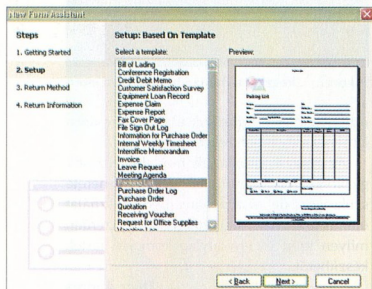 New Form Assistant
Steps
1. Getting Started
2. Setup
3. Return Method
4. Return Information
Setup: Based On Template
Select a template:
Bill of Lading
Conference Registration
Credit Debit Memo
Customer Satisfaction Survey
Equipment Loan Record
Expense Claim
Expense Report
Fax Cover Page
File Sign Out Log
Information for Purchase Order
Internal Weekly Timesheet
Interoffice Memorandum
Invoice
Leave Request
Meeting Agenda
Packing List
Purchase Order Log
Purchase Order
Quotation
Receiving Voucher
Request for Office Supplies
Vacation Log
Preview:
Packing List
< Back
Next >
Cancel